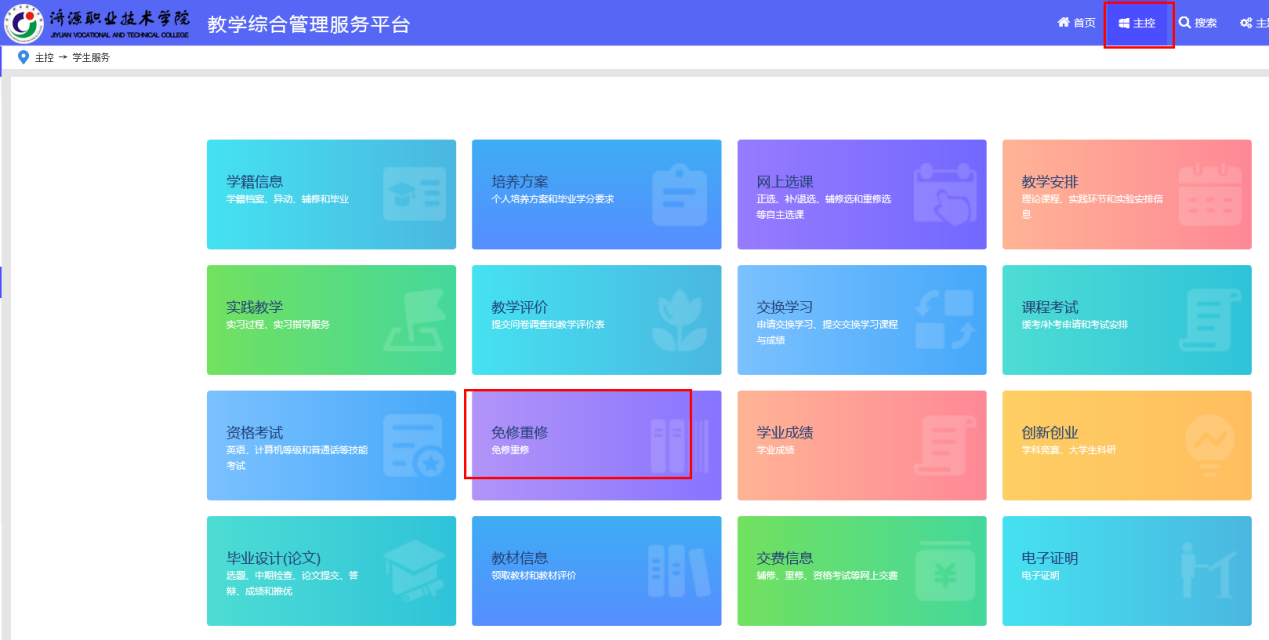 济源职业技术学院
JIYUAN VOCATIONAL AND TECHNICAL COLLEGE
教学综合管理服务平台
首页
主控
搜索
主控 → 学生服务
学籍信息
学籍档案、异动、辅修和毕业
培养方案
个人培养方案和毕业学分要求
网上选课
正选、补/退选、辅修选和重修选
等自主选课
教学安排
理论课程、实践环节和实验安排信
息
实践教学
实习过程、实习指导服务
教学评价
提交问卷调查和教学评价表
交换学习
申请交换学习、提交交换学习课程
与成绩
课程考试
缓考/补考申请和考试安排
资格考试
英语、计算机等级和普通话等技能
考试
免修重修
免修重修
学业成绩
学业成绩
创新创业
学科竞赛、大学生科研
毕业设计(论文)
选题、中期检查、论文提交、答
辩、成绩和推优
教材信息
领取教材和教材评价
交费信息
辅修、重修、资格考试等网上交费
电子证明
电子证明